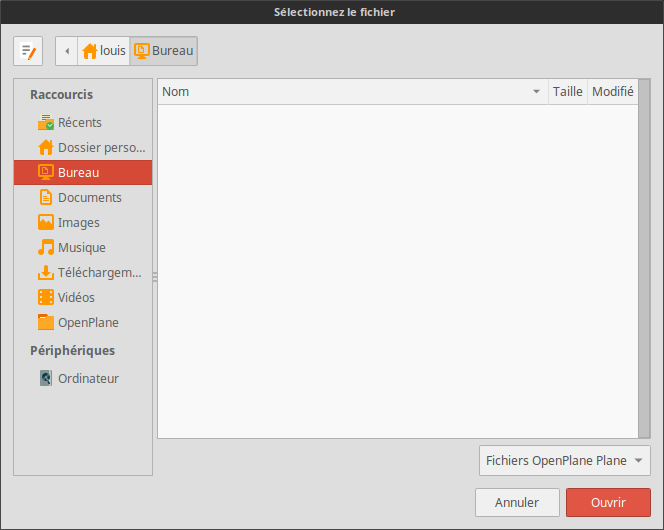 Sélectionnez le fichier
louis
Bureau
Raccourcis
Récents
Dossier perso...
Bureau
Documents
Images
Musique
Téléchargem...
Vidéos
OpenPlane
Périphériques
Ordinateur
Nom Taille Modifié
Fichiers OpenPlane Plane
Annuler Ouvrir